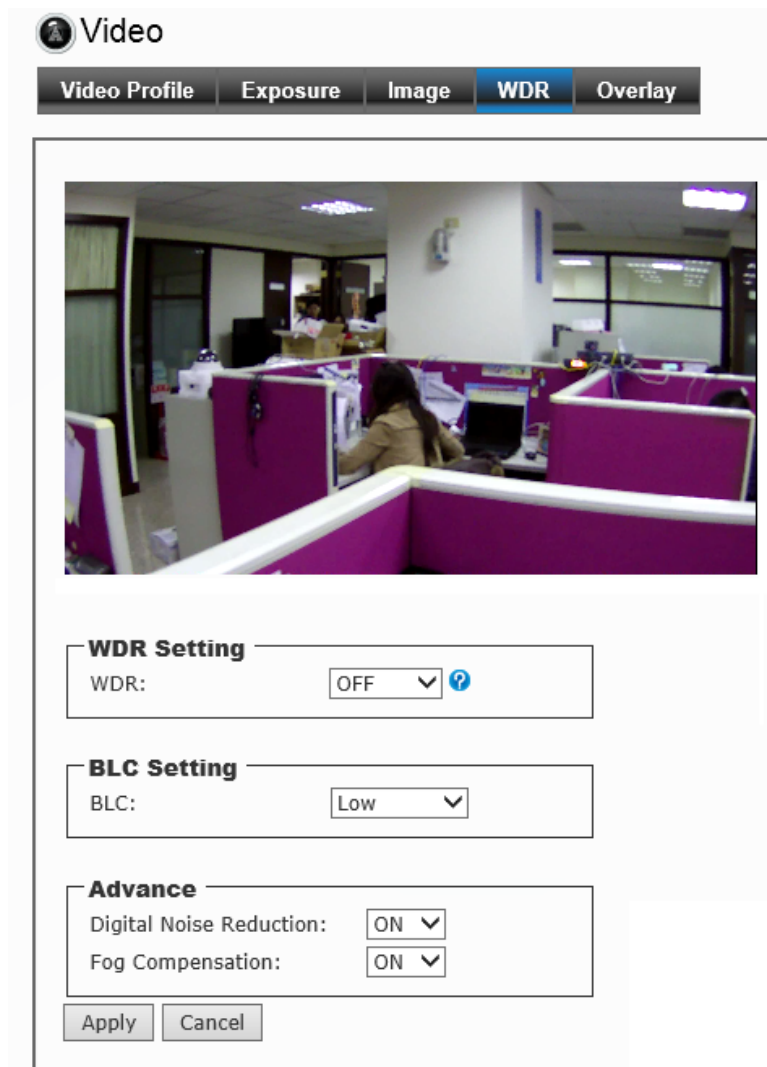 Video
Video Profile Exposure Image WDR Overlay
WDR Setting
WDR: OFF ?
BLC Setting
BLC: Low
Advance
Digital Noise Reduction: ON
Fog Compensation: ON
Apply Cancel